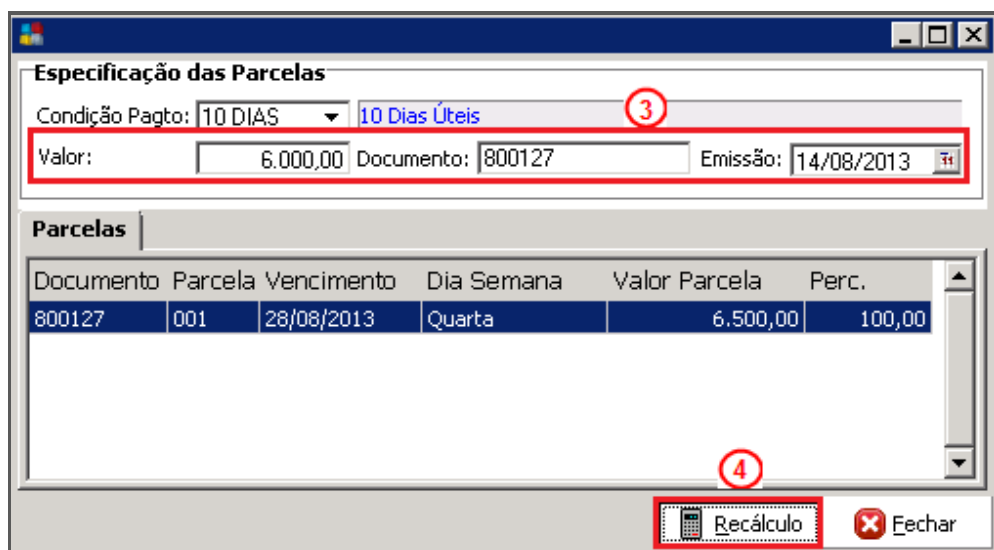 Especificação das Parcelas
Condição Pagto: 10 DIAS 10 Dias Úteis
3
Valor: 6.000,00 Documento: 800127 Emissão: 14/08/2013
Parcelas
Documento Parcela Vencimento Dia Semana Valor Parcela Perc.
800127 001 28/08/2013 Quarta 6.500,00 100,00
4
Recálculo Fechar